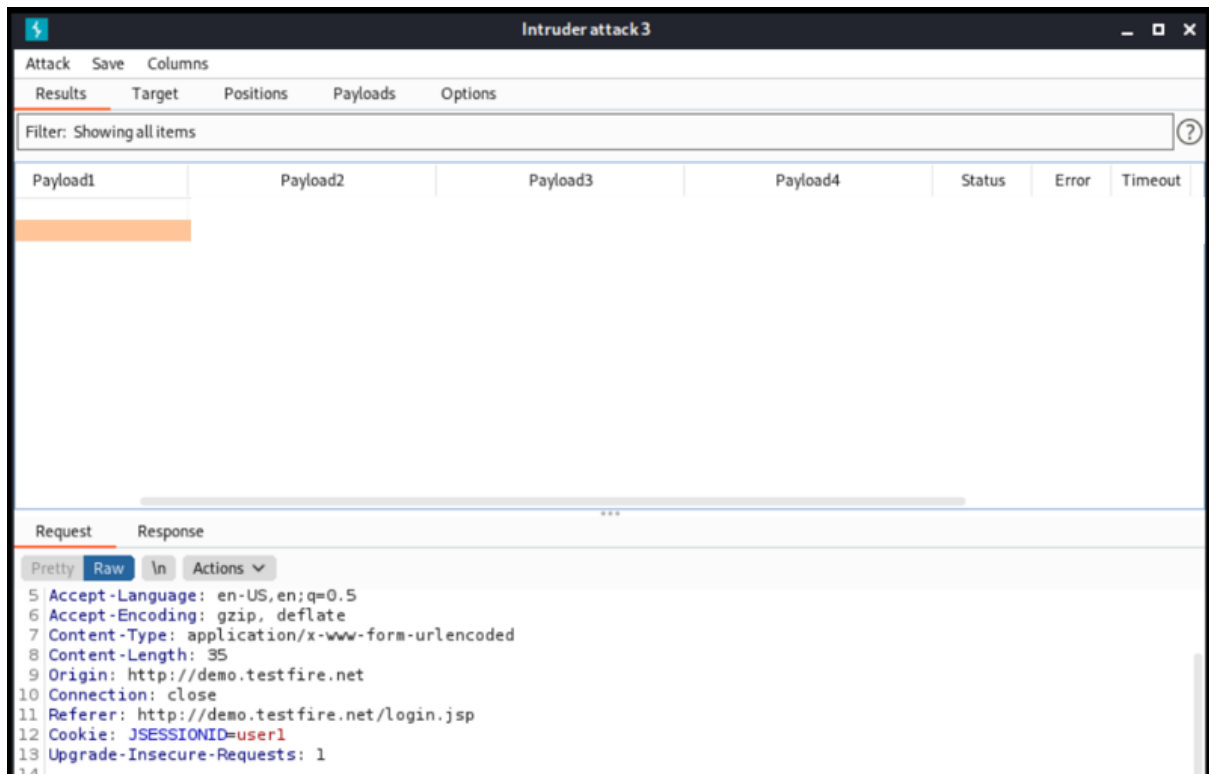 Intruder attack 3
Attack Save Columns
Results Target Positions Payloads Options
Filter: Showing all items
?
Payload1 Payload2 Payload3 Payload4 Status Error Timeout
Request Response
Pretty Raw \n Actions
5 Accept-Language: en-US,en;q=0.5
6 Accept-Encoding: gzip, deflate
7 Content-Type: application/x-www-form-urlencoded
8 Content-Length: 35
9 Origin: http://demo.testfire.net
10 Connection: close
11 Referer: http://demo.testfire.net/login.jsp
12 Cookie: JSESSIONID=user1
13 Upgrade-Insecure-Requests: 1
14